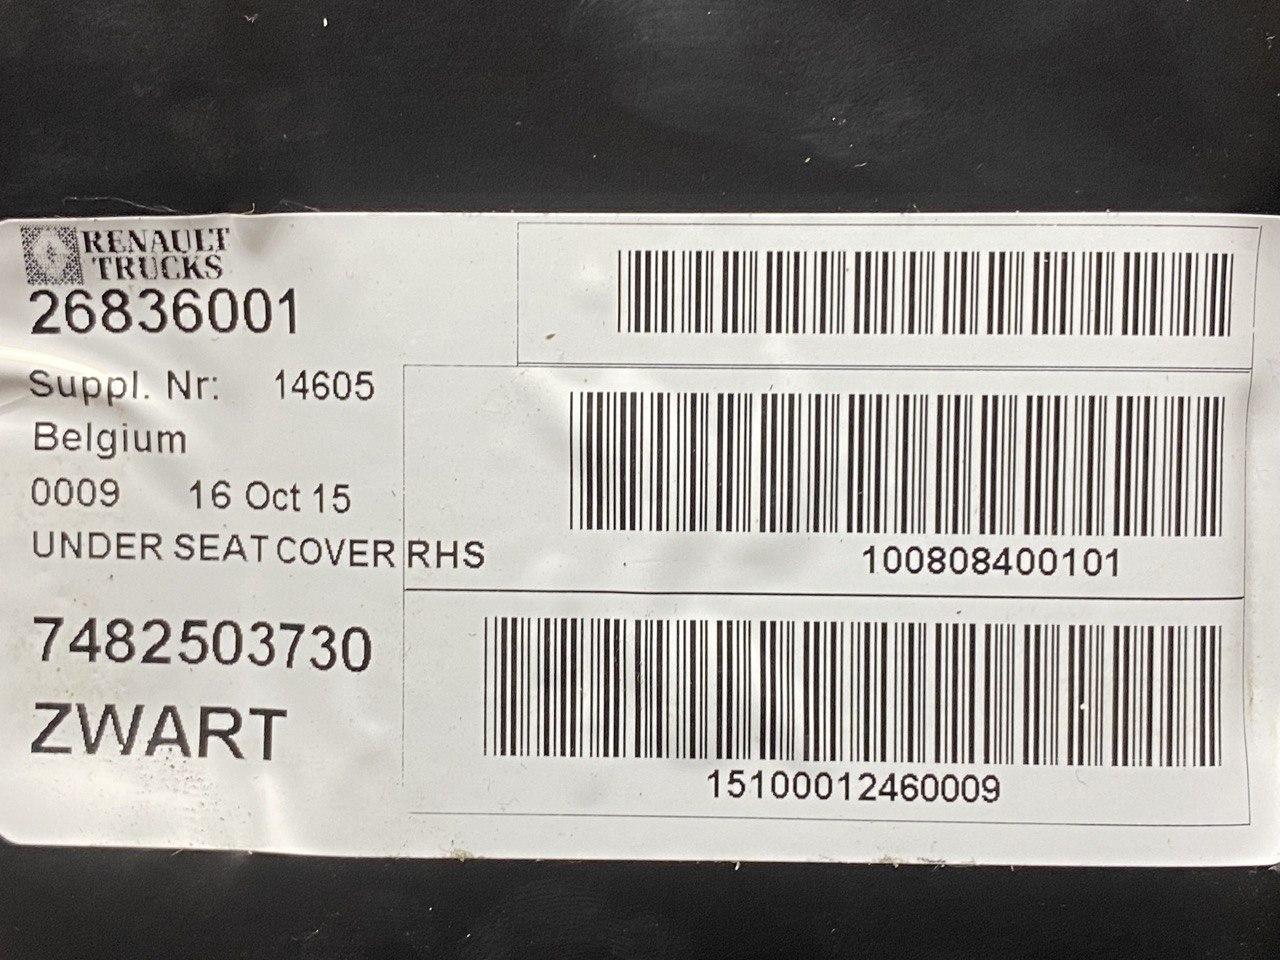 RENAULT
TRUCKS
26836001
Suppl. Nr: 14605
Belgium
0009 16 Oct 15
UNDER SEAT COVER RHS
100808400101
7482503730
ZWART
15100012460009